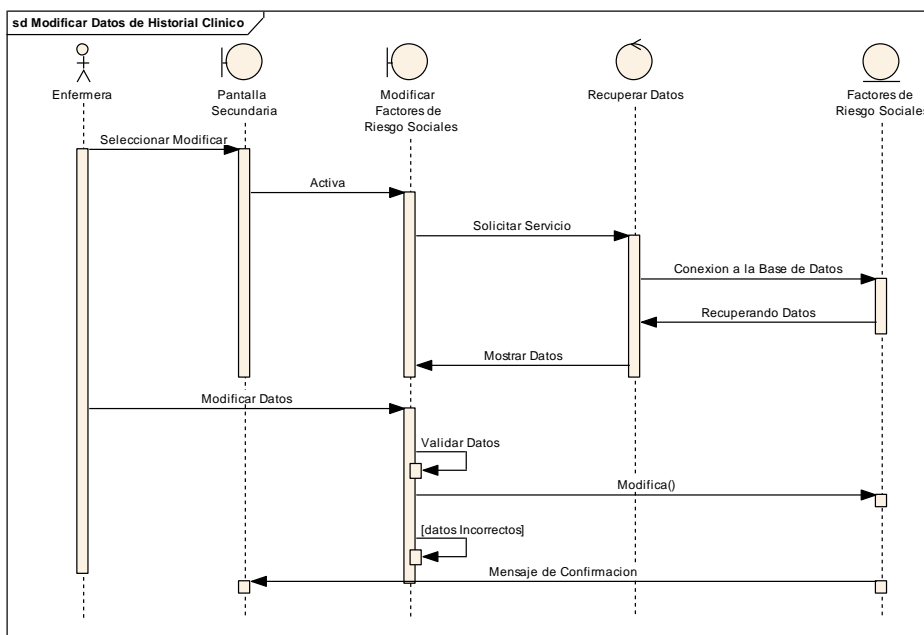 sd Modificar Datos de Historial Clinico
Enfermera
Pantalla
Secundaria
Modificar
Factores de
Riesgo Sociales
Recuperar Datos
Factores de
Riesgo Sociales
Seleccionar Modificar
Activa
Solicitar Servicio
Conexion a la Base de Datos
Recuperando Datos
Mostrar Datos
Modificar Datos
Validar Datos
Modifica()
[datos Incorrectos]
Mensaje de Confirmacion